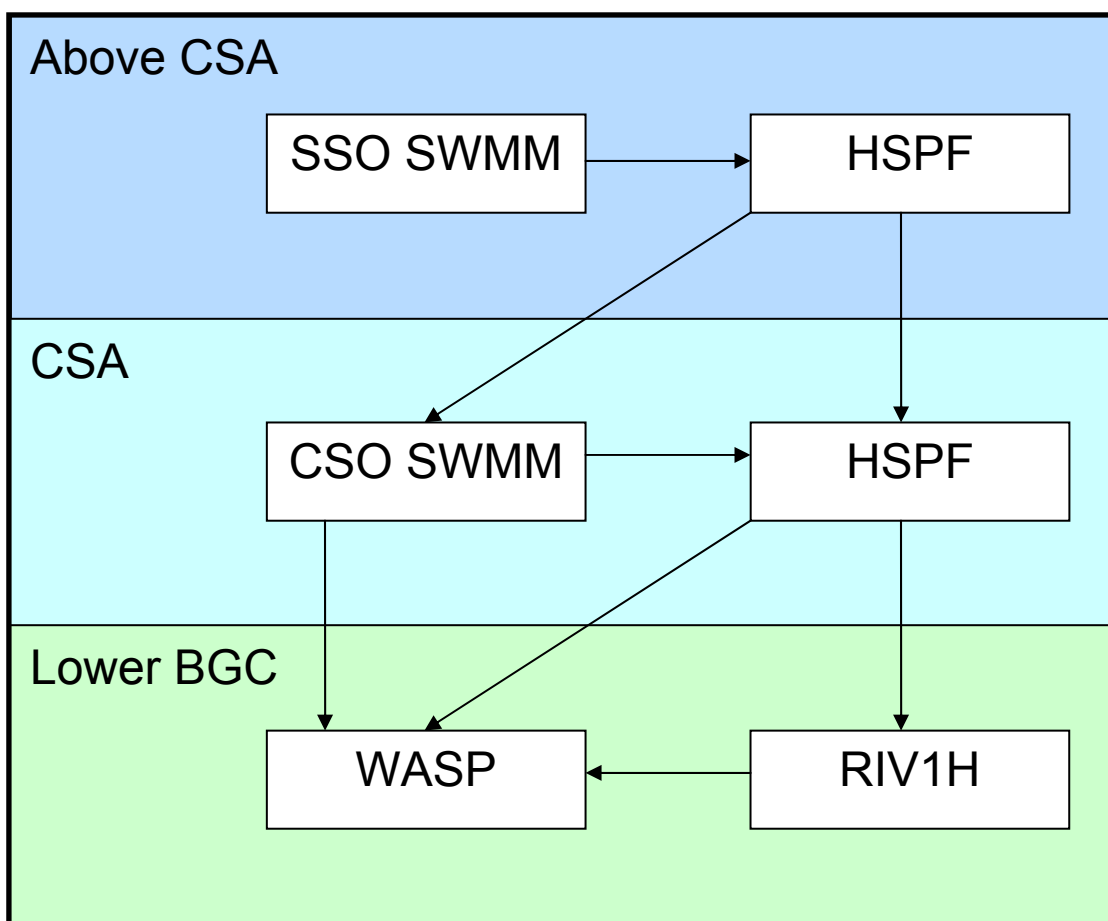 Above CSA
SSO SWMM
HSPF
CSA
CSO SWMM
HSPF
Lower BGC
WASP
RIV1H